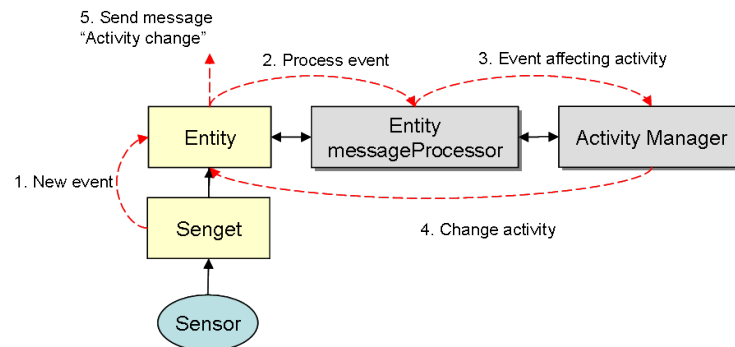 5. Send message
“Activity change”
2. Process event
3. Event affecting activity
Entity
Entity
messageProcessor
Activity Manager
1. New event
Senget
4. Change activity
Sensor